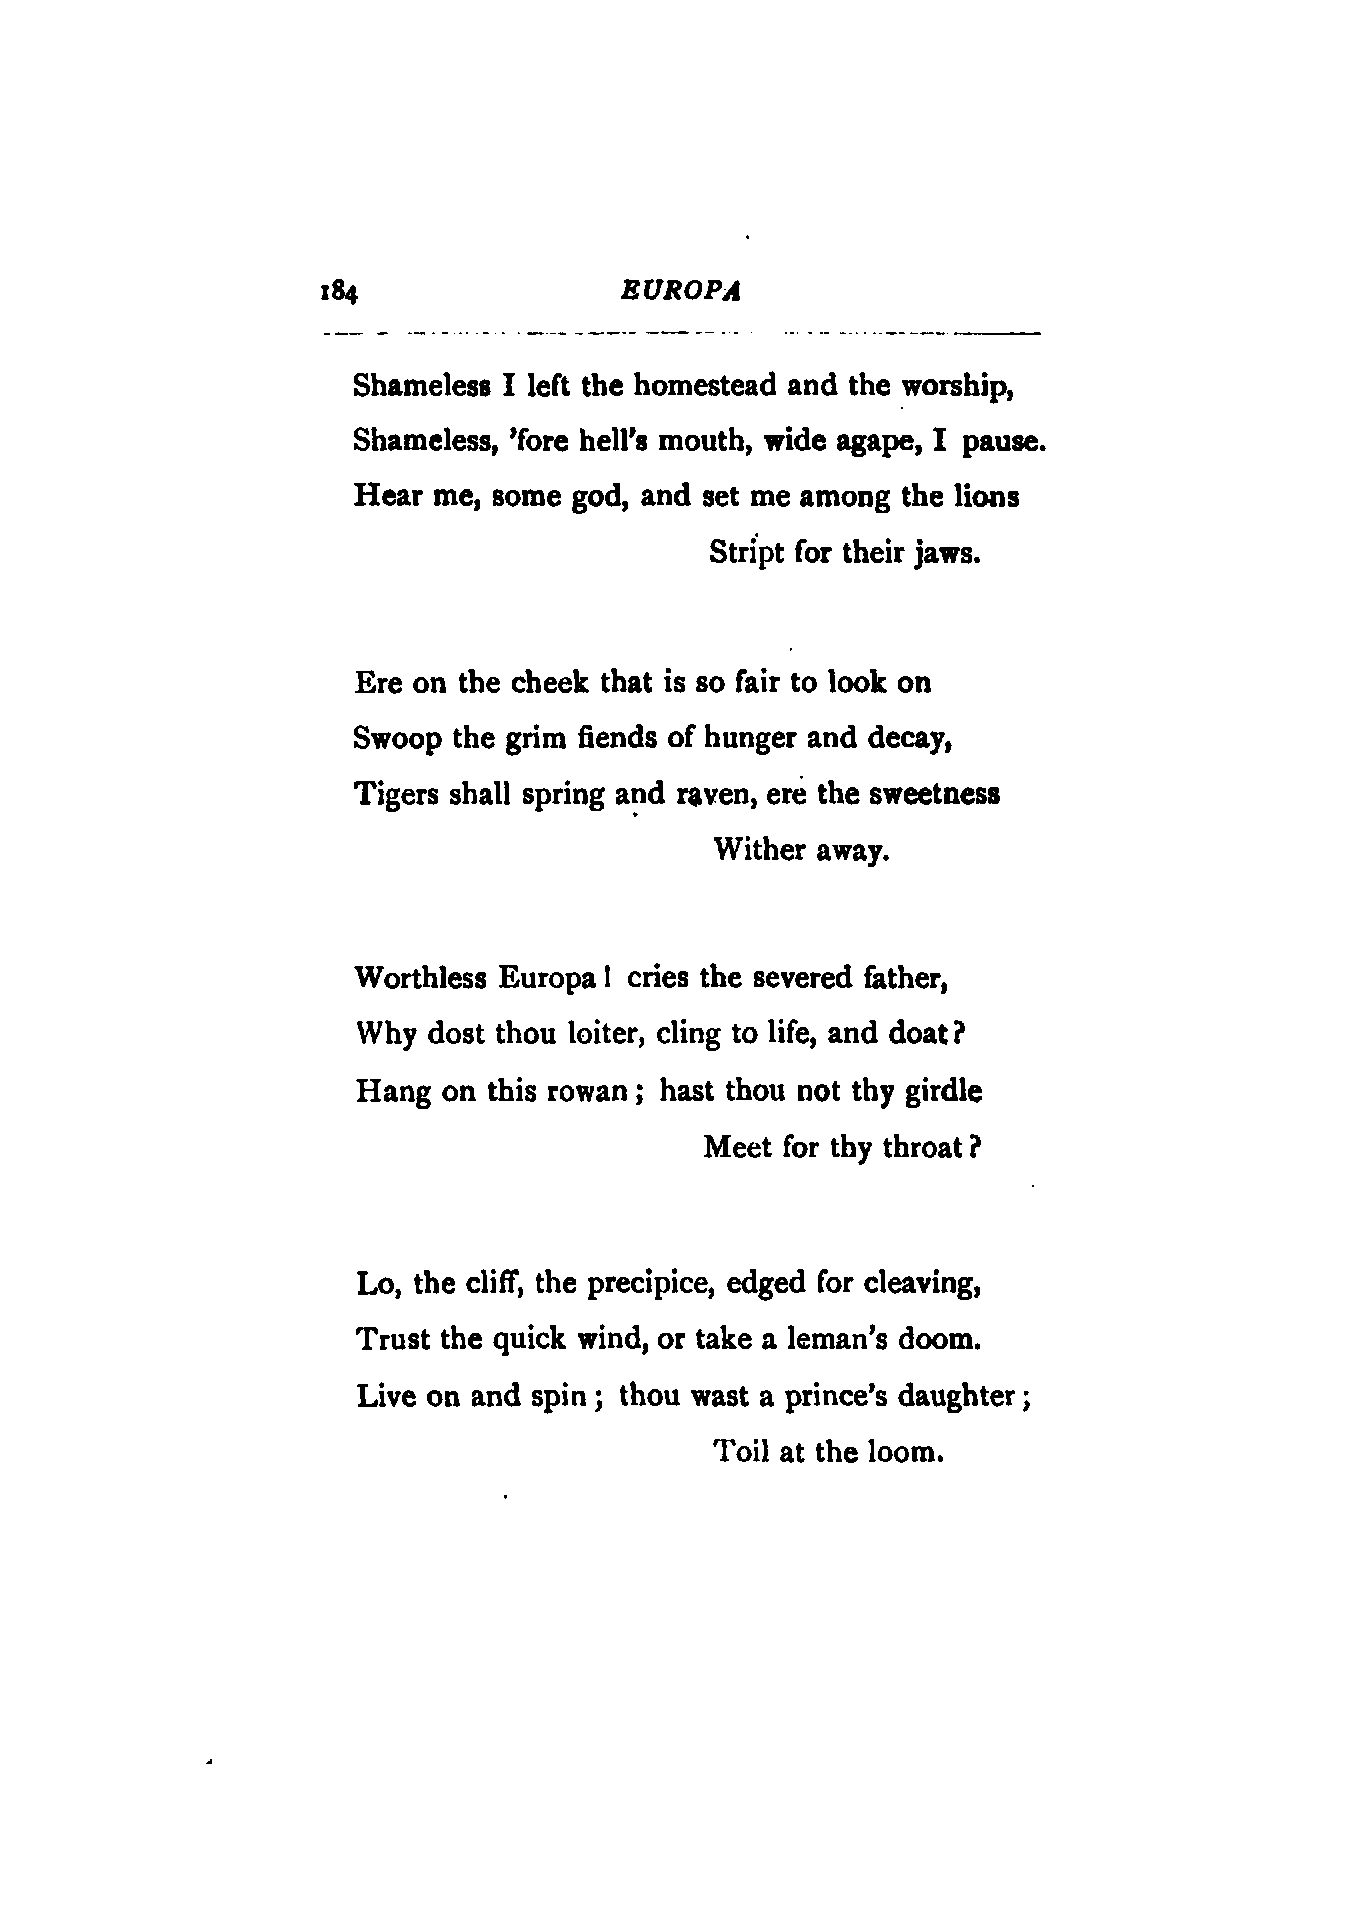 184 EUROPA
Shameless I left the homestead and the worship,
Shameless, 'fore hell's mouth, wide agape, I pause.
Hear me, some god, and set me among the lions
Stript for their jaws.
Ere on the cheek that is so fair to look on
Swoop the grim fiends of hunger and decay,
Tigers shall spring and raven, ere the sweetness
Wither away.
Worthless Europa! cries the severed father,
Why dost thou loiter, cling to life, and doat?
Hang on this rowan; hast thou not thy girdle
Meet for thy throat?
Lo, the cliff, the precipice, edged for cleaving,
Trust the quick wind, or take a leman's doom.
Live on and spin; thou wast a prince's daughter;
Toil at the loom.